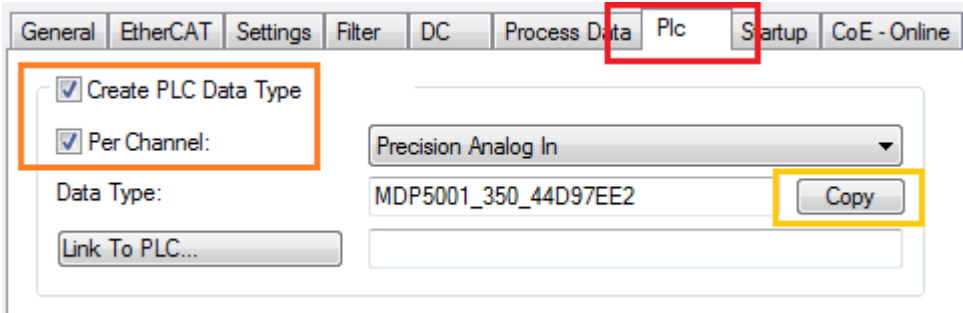 General EtherCAT Settings Filter DC Process Data Plc Startup CoE - Online
Create PLC Data Type
Per Channel: Precision Analog In
Data Type: MDP5001_350_44D97EE2 Copy
Link To PLC...